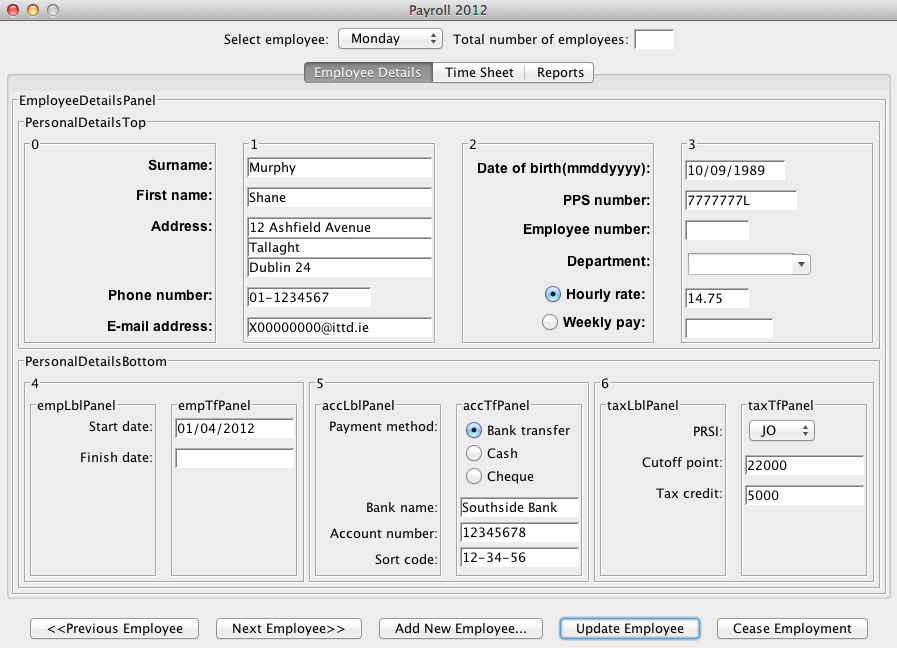 Payroll 2012
Select employee: Monday Total number of employees:
Employee Details Time Sheet Reports
EmployeeDetailsPanel
PersonalDetailsTop
0 1 2 3
Surname: Murphy Date of birth(mmddyyyy): 10/09/1989
First name: Shane PPS number: 7777777L
Address: 12 Ashfield Avenue Employee number:
Tallaght
Dublin 24 Department:
Phone number: 01-1234567 Hourly rate: 14.75
E-mail address: X00000000@ittd.ie Weekly pay:
PersonalDetailsBottom
4 5 6
empLblPanel empTfPanel accLblPanel accTfPanel taxLblPanel taxTfPanel
Start date: 01/04/2012 Payment method: Bank transfer PRSI: JO
Finish date: Cash Cutoff point: 22000
Cheque Tax credit: 5000
Bank name: Southside Bank
Account number: 12345678
Sort code: 12-34-56
<<Previous Employee Next Employee>> Add New Employee... Update Employee Cease Employment